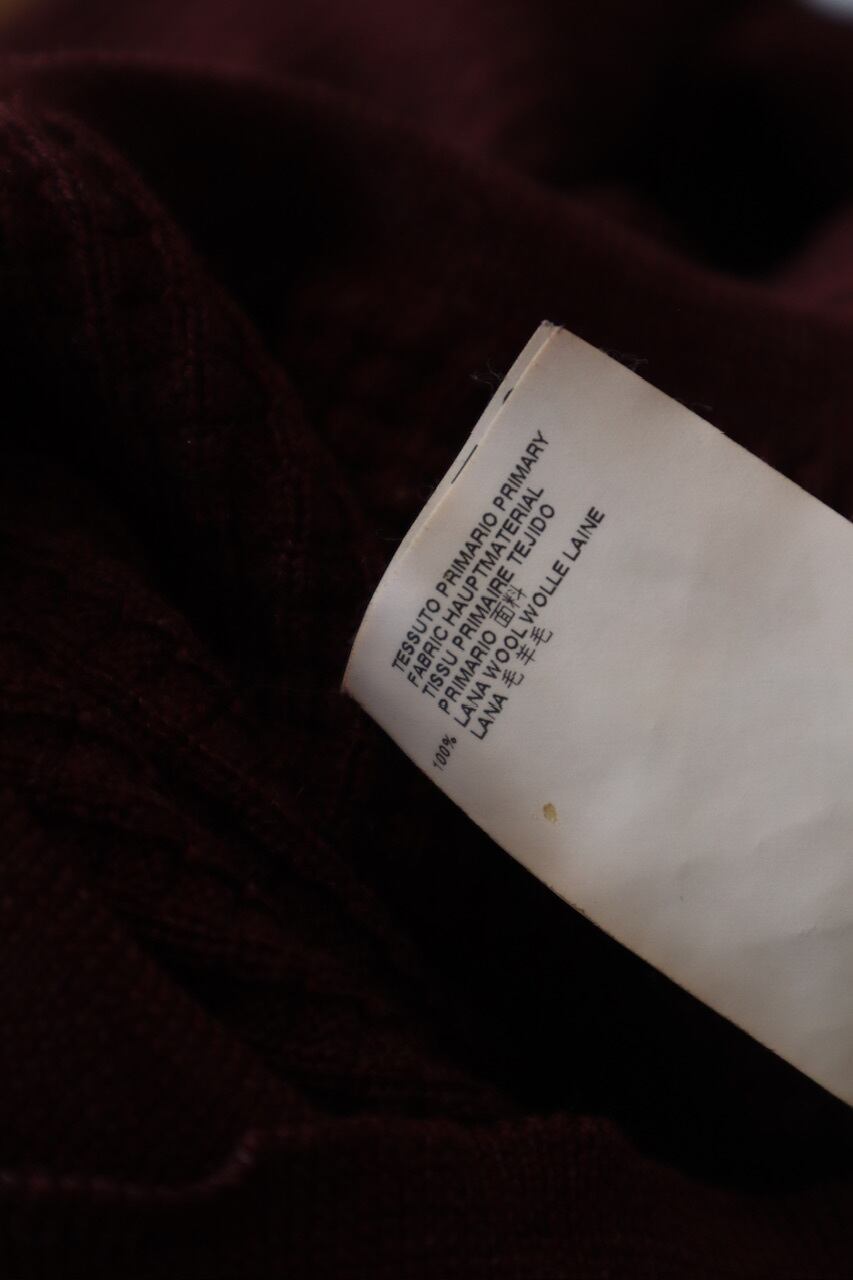 TESSUTO PRIMARIO PRIMARY
FABRIC HAUPTMATERIAL
TISSU PRIMAIRE TEJIDO
PRIMARIO 面料
100% LANA WOOL WOLLE LAINE
LANA 毛 羊毛